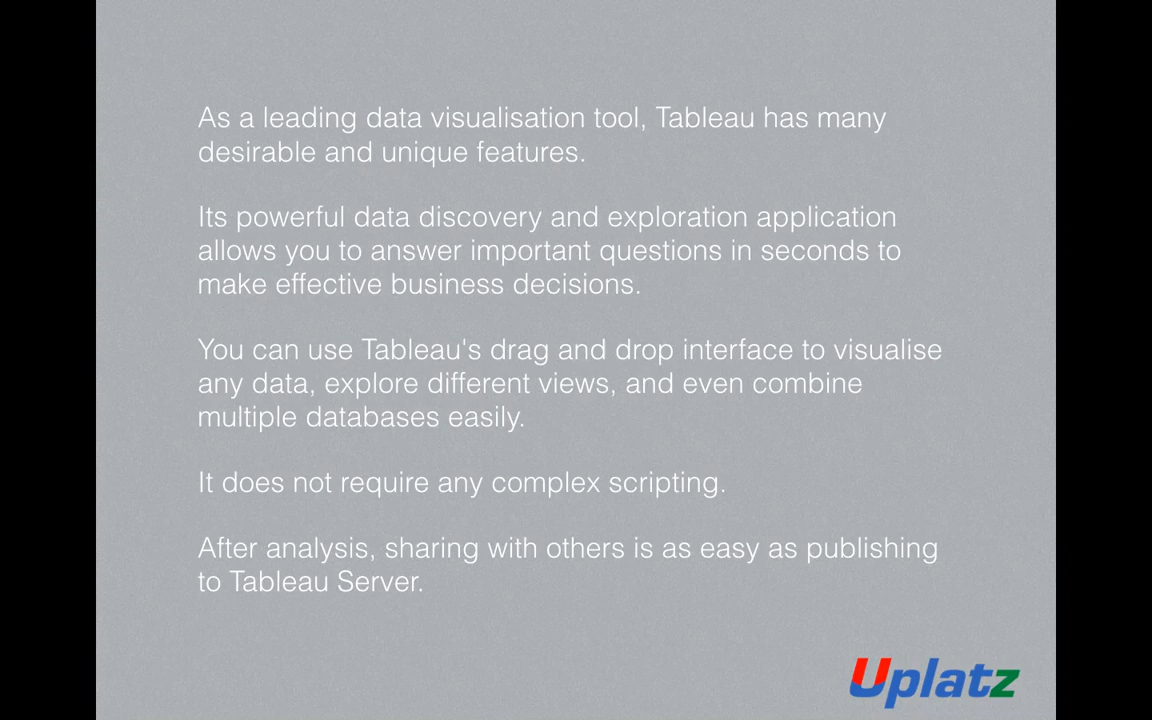 As a leading data visualisation tool, Tableau has many
desirable and unique features.
Its powerful data discovery and exploration application
allows you to answer important questions in seconds to
make effective business decisions.
You can use Tableau's drag and drop interface to visualise
any data, explore different views, and even combine
multiple databases easily.
It does not require any complex scripting.
After analysis, sharing with others is as easy as publishing
to Tableau Server.
Uplatz